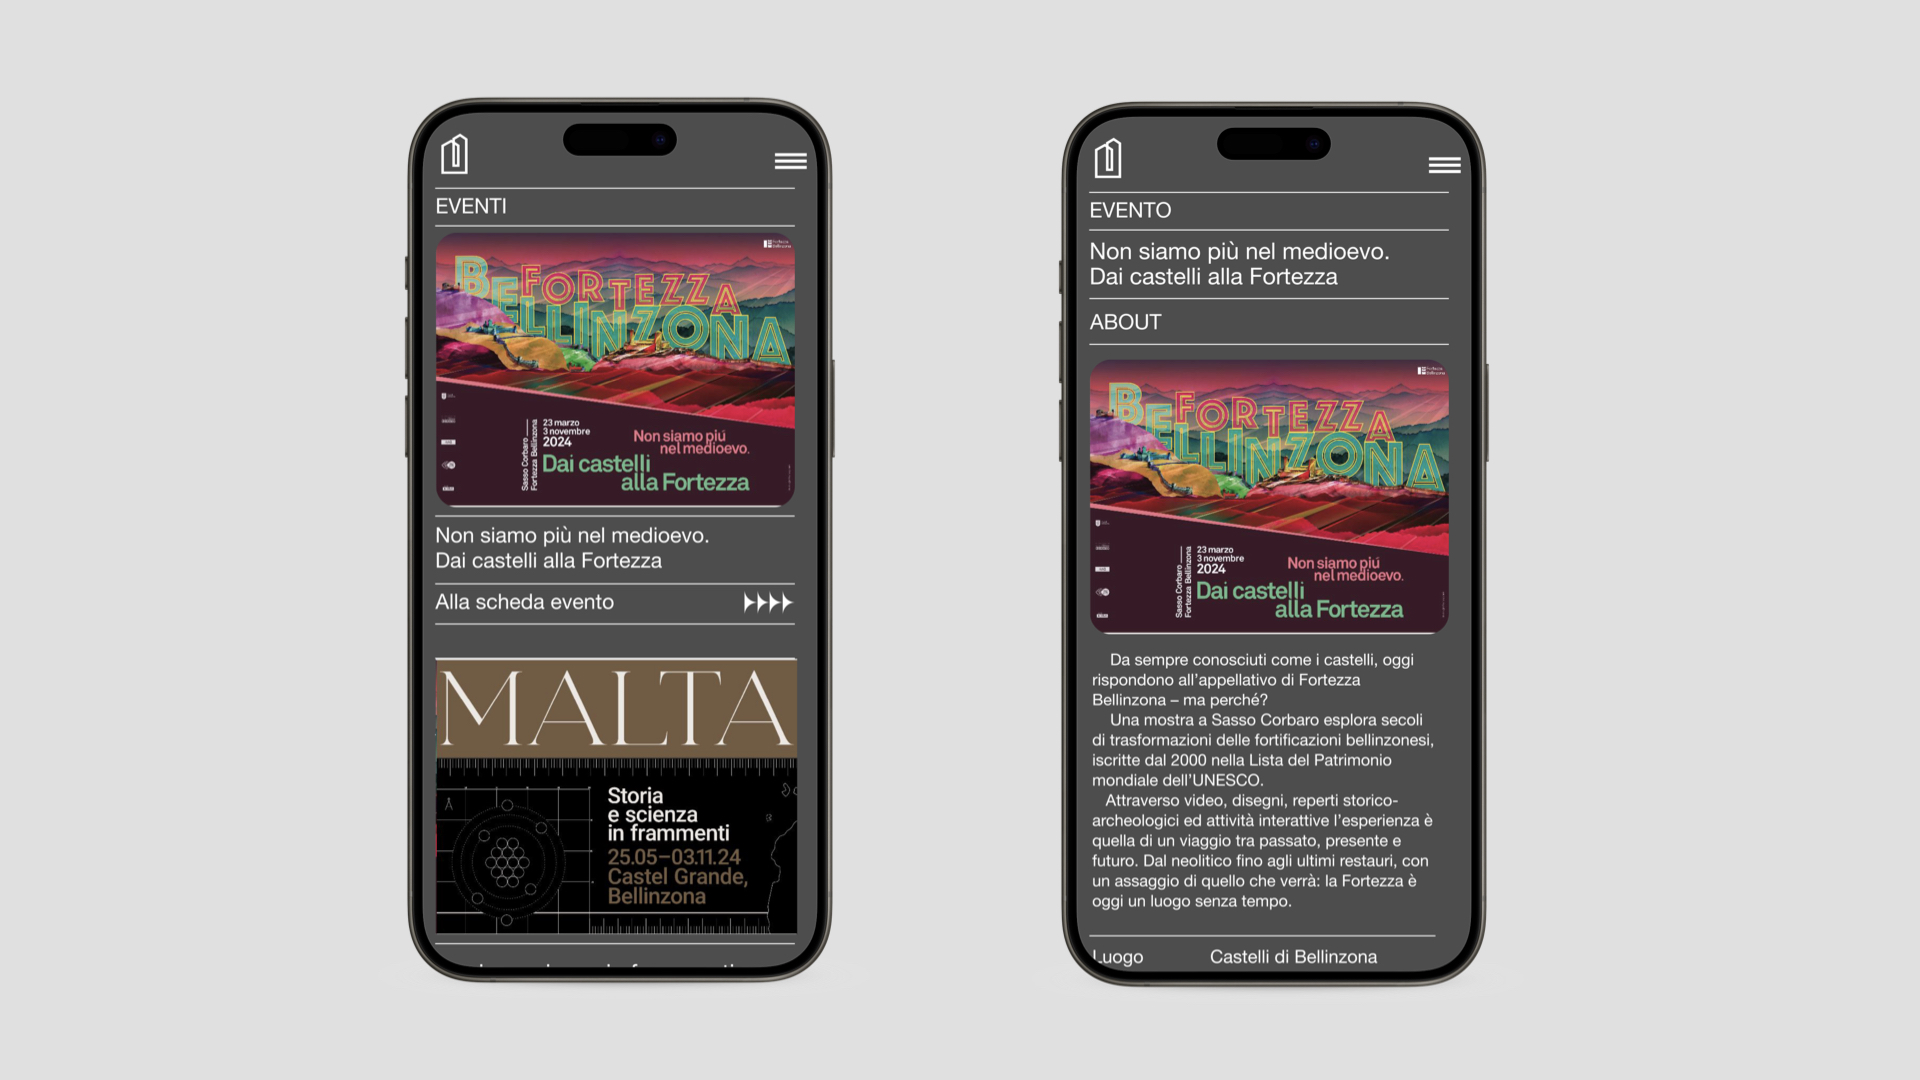 EVENTI
BEFORTEZZA
BELLINZONA
Sasso Corbaro
Fortezza Bellinzona
23 marzo
3 novembre
2024
Non siamo più
nel medioevo.
Dai castelli
alla Fortezza
Non siamo più nel medioevo.
Dai castelli alla Fortezza
Alla scheda evento
MALTA
Storia
e scienza
in frammenti
25.05–03.11.24
Castel Grande,
Bellinzona
EVENTO
Non siamo più nel medioevo.
Dai castelli alla Fortezza
ABOUT
BEFORTEZZA
BELLINZONA
Sasso Corbaro
Fortezza Bellinzona
23 marzo
3 novembre
2024
Non siamo più
nel medioevo.
Dai castelli
alla Fortezza
Da sempre conosciuti come i castelli, oggi
rispondono all’appellativo di Fortezza
Bellinzona – ma perché?
Una mostra a Sasso Corbaro esplora secoli
di trasformazioni delle fortificazioni bellinzonesi,
iscritte dal 2000 nella Lista del Patrimonio
mondiale dell’UNESCO.
Attraverso video, disegni, reperti storico-
archeologici ed attività interattive l’esperienza è
quella di un viaggio tra passato, presente e
futuro. Dal neolitico fino agli ultimi restauri, con
un assaggio di quello che verrà: la Fortezza è
oggi un luogo senza tempo.
Luogo Castelli di Bellinzona